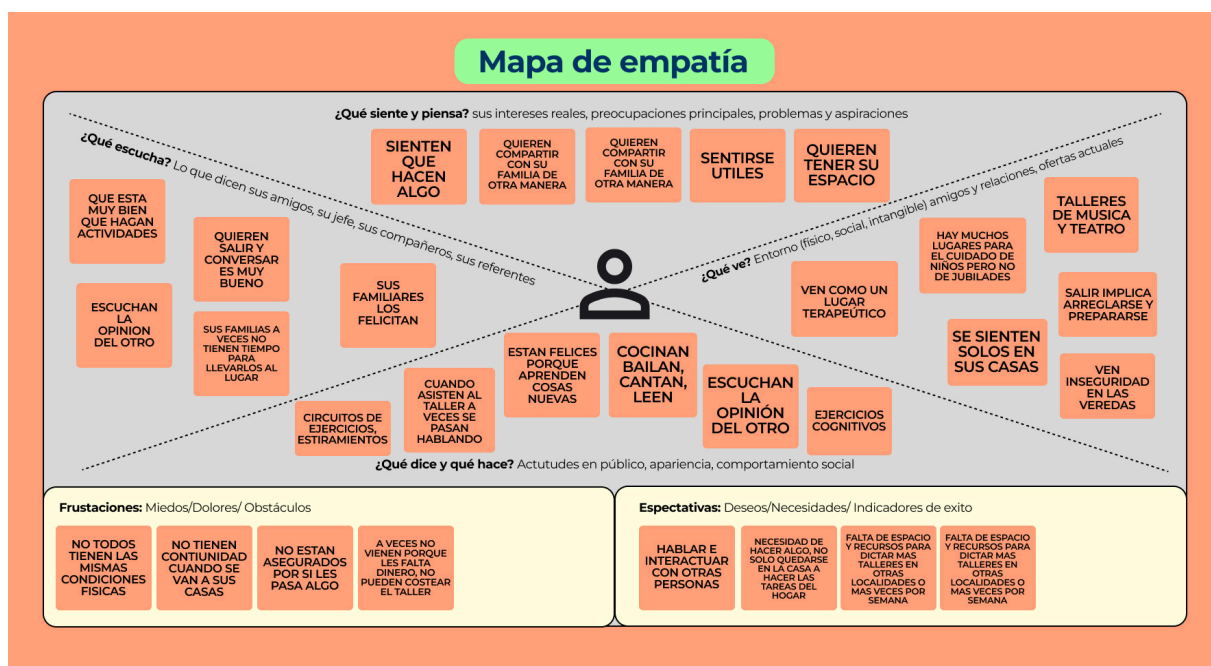 Mapa de empatía
¿Qué siente y piensa? sus intereses reales, preocupaciones principales, problemas y aspiraciones
SIENTEN
QUE
HACEN
ALGO
QUIEREN
COMPARTIR
CON SU
FAMILIA DE
OTRA MANERA
QUIEREN
COMPARTIR
CON SU
FAMILIA DE
OTRA MANERA
SENTIRSE
UTILES
QUIEREN
TENER SU
ESPACIO
¿Qué escucha? Lo que dicen sus amigos, su jefe, sus compañeros, sus referentes
QUE ESTA
MUY BIEN
QUE HAGAN
ACTIVIDADES
QUIEREN
SALIR Y
CONVERSAR
ES MUY
BUENO
ESCUCHAN
LA
OPINION
DEL OTRO
SUS FAMILIAS A
VECES NO
TIENEN TIEMPO
PARA
LLEVARLOS AL
LUGAR
SUS
FAMILIARES
LOS
FELICITAN
¿Qué ve? Entorno (físico, social, intangible) amigos y relaciones, ofertas actuales
TALLERES
DE MUSICA
Y TEATRO
HAY MUCHOS
LUGARES PARA
EL CUIDADO DE
NIÑOS PERO NO
DE JUBILADES
VEN COMO UN
LUGAR
TERAPEÚTICO
SALIR IMPLICA
ARREGLARSE Y
PREPARARSE
SE SIENTEN
SOLOS EN
SUS CASAS
VEN
INSEGURIDAD
EN LAS
VEREDAS
CIRCUITOS DE
EJERCICIOS,
ESTIRAMIENTOS
CUANDO
ASISTEN AL
TALLER A
VECES SE
PASAN
HABLANDO
ESTAN FELICES
PORQUE
APRENDEN
COSAS
NUEVAS
COCINAN
BAILAN,
CANTAN,
LEEN
ESCUCHAN
LA
OPINIÓN
DEL OTRO
EJERCICIOS
COGNITIVOS
¿Qué dice y qué hace? Actutudes en público, apariencia, comportamiento social
Frustaciones: Miedos/Dolores/ Obstáculos
NO TODOS
TIENEN LAS
MISMAS
CONDICIONES
FISICAS
NO TIENEN
CONTIUNIDAD
CUANDO SE
VAN A SUS
CASAS
NO ESTAN
ASEGURADOS
POR SI LES
PASA ALGO
A VECES NO
VIENEN PORQUE
LES FALTA
DINERO, NO
PUEDEN COSTEAR
EL TALLER
Espectativas: Deseos/Necesidades/ Indicadores de exito
HABLAR E
INTERACTUAR
CON OTRAS
PERSONAS
NECESIDAD DE
HACER ALGO, NO
SOLO QUEDARSE
EN LA CASA A
HACER LAS
TAREAS DEL
HOGAR
FALTA DE ESPACIO
Y RECURSOS PARA
DICTAR MAS
TALLERES EN
OTRAS
LOCALIDADES O
MAS VECES POR
SEMANA
FALTA DE ESPACIO
Y RECURSOS PARA
DICTAR MAS
TALLERES EN
OTRAS
LOCALIDADES O
MAS VECES POR
SEMANA